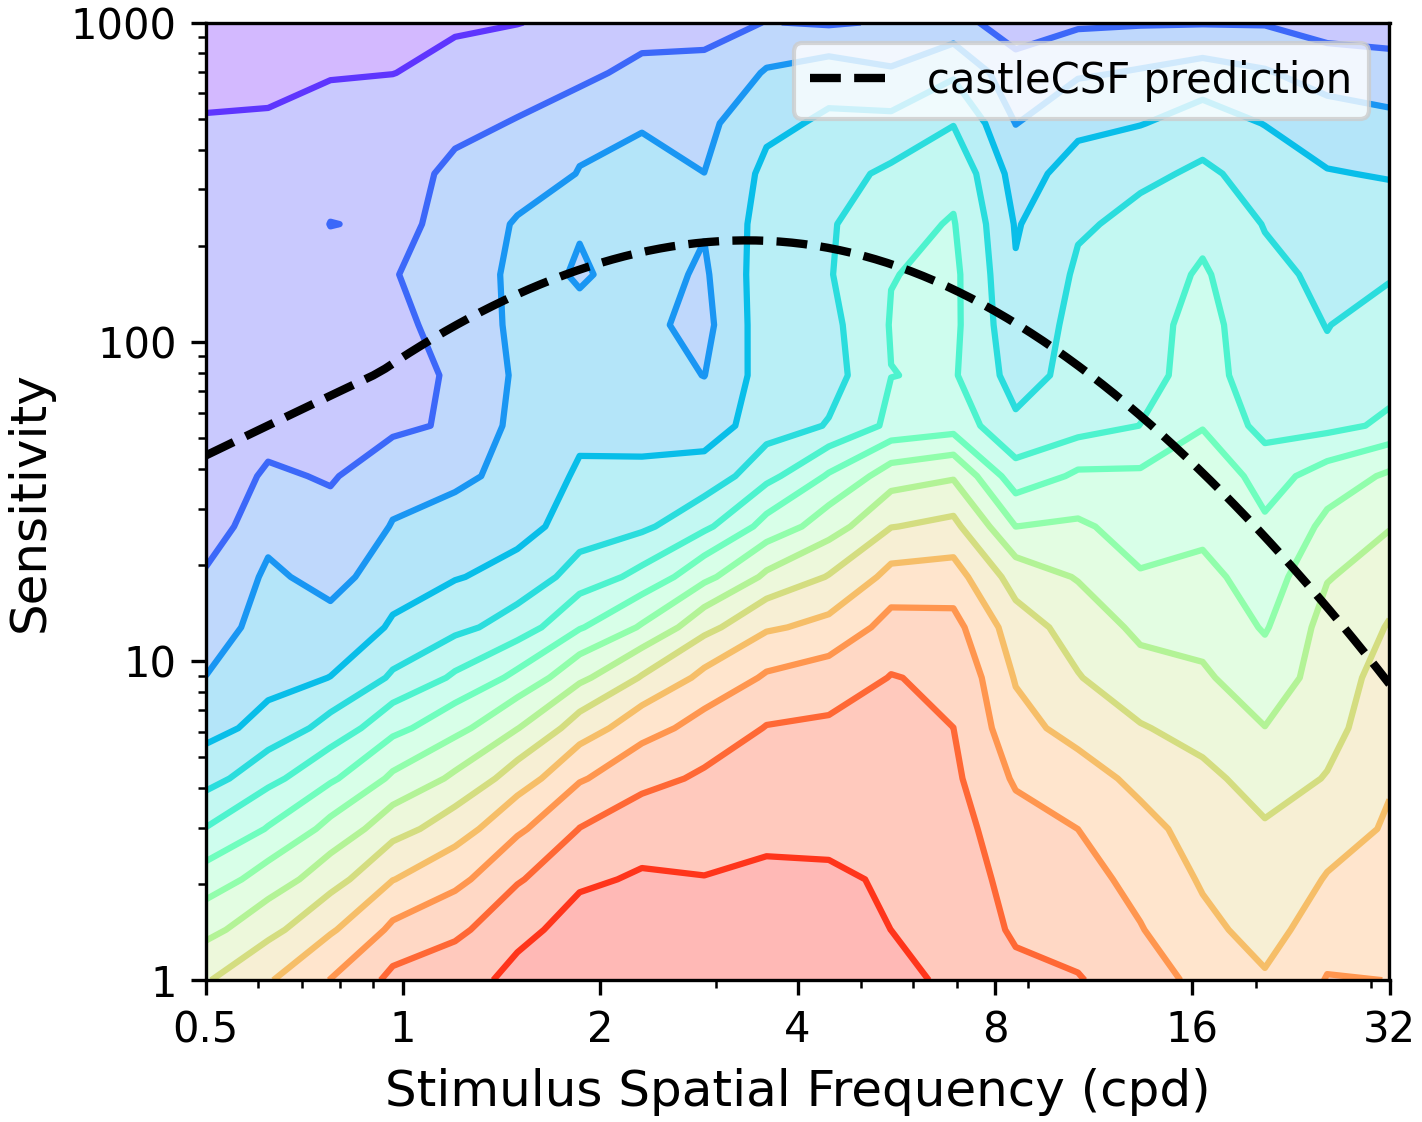 1000
castleCSF prediction
100
Sensitivity
10
1
0.5 1 2 4 8 16 32
Stimulus Spatial Frequency (cpd)